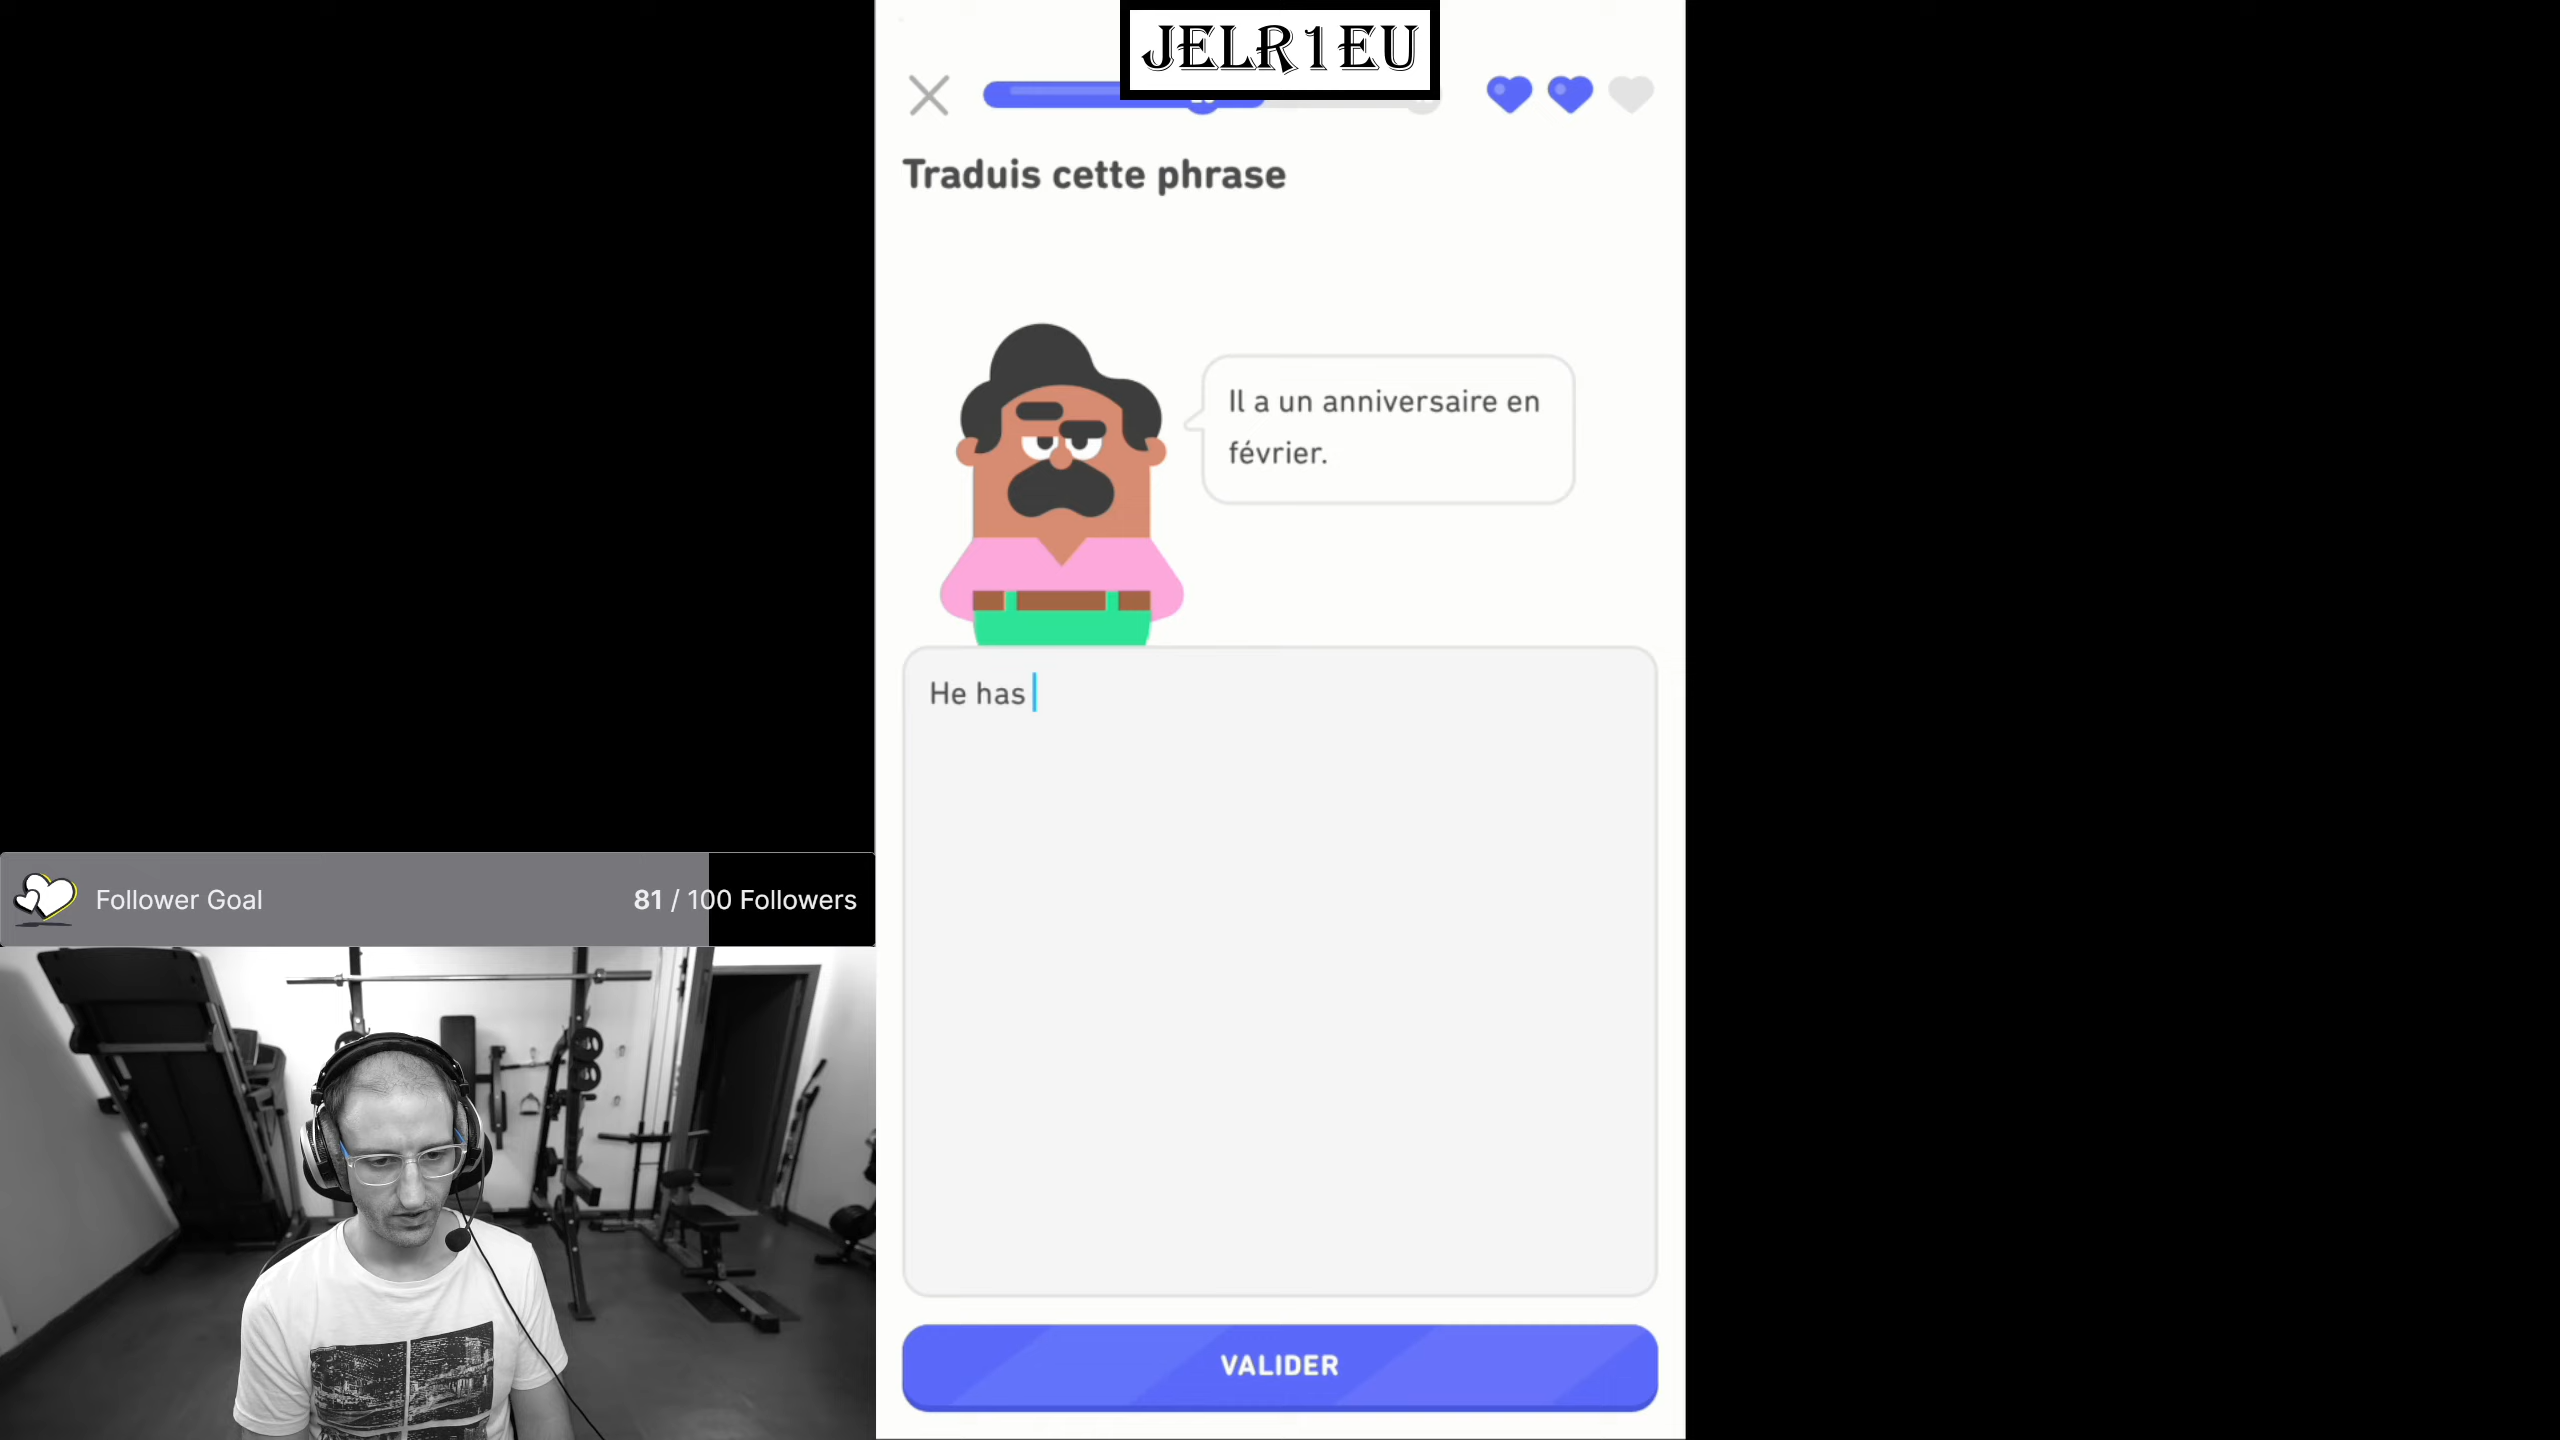 JELR1EU
Traduis cette phrase
Il a un anniversaire en
février.
He has
Follower Goal
81 / 100 Followers
VALIDER